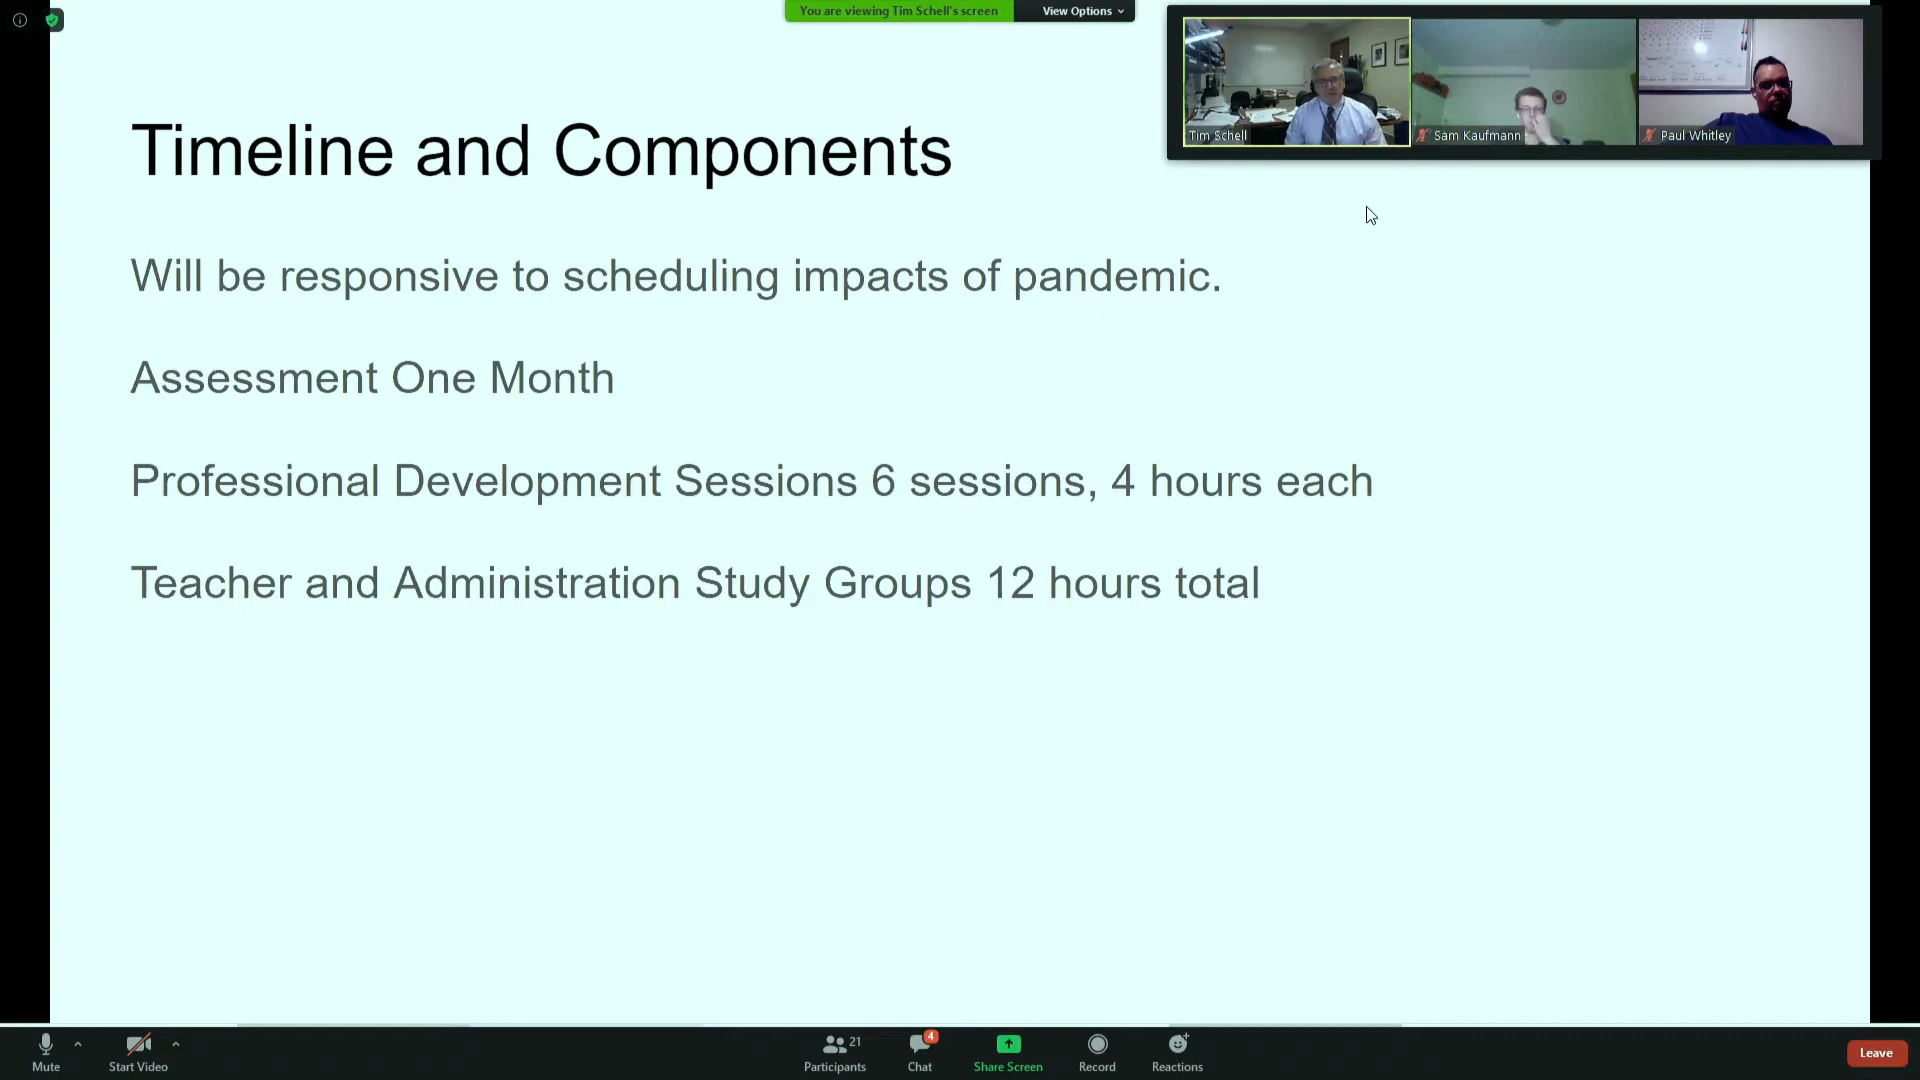 You are viewing Tim Schell's screen
View Options
Tim Schell
Sam Kaufmann
Paul Whitley
Timeline and Components
Will be responsive to scheduling impacts of pandemic.
Assessment One Month
Professional Development Sessions 6 sessions, 4 hours each
Teacher and Administration Study Groups 12 hours total
Mute
Start Video
21
Participants
4
Chat
Share Screen
Record
Reactions
Leave